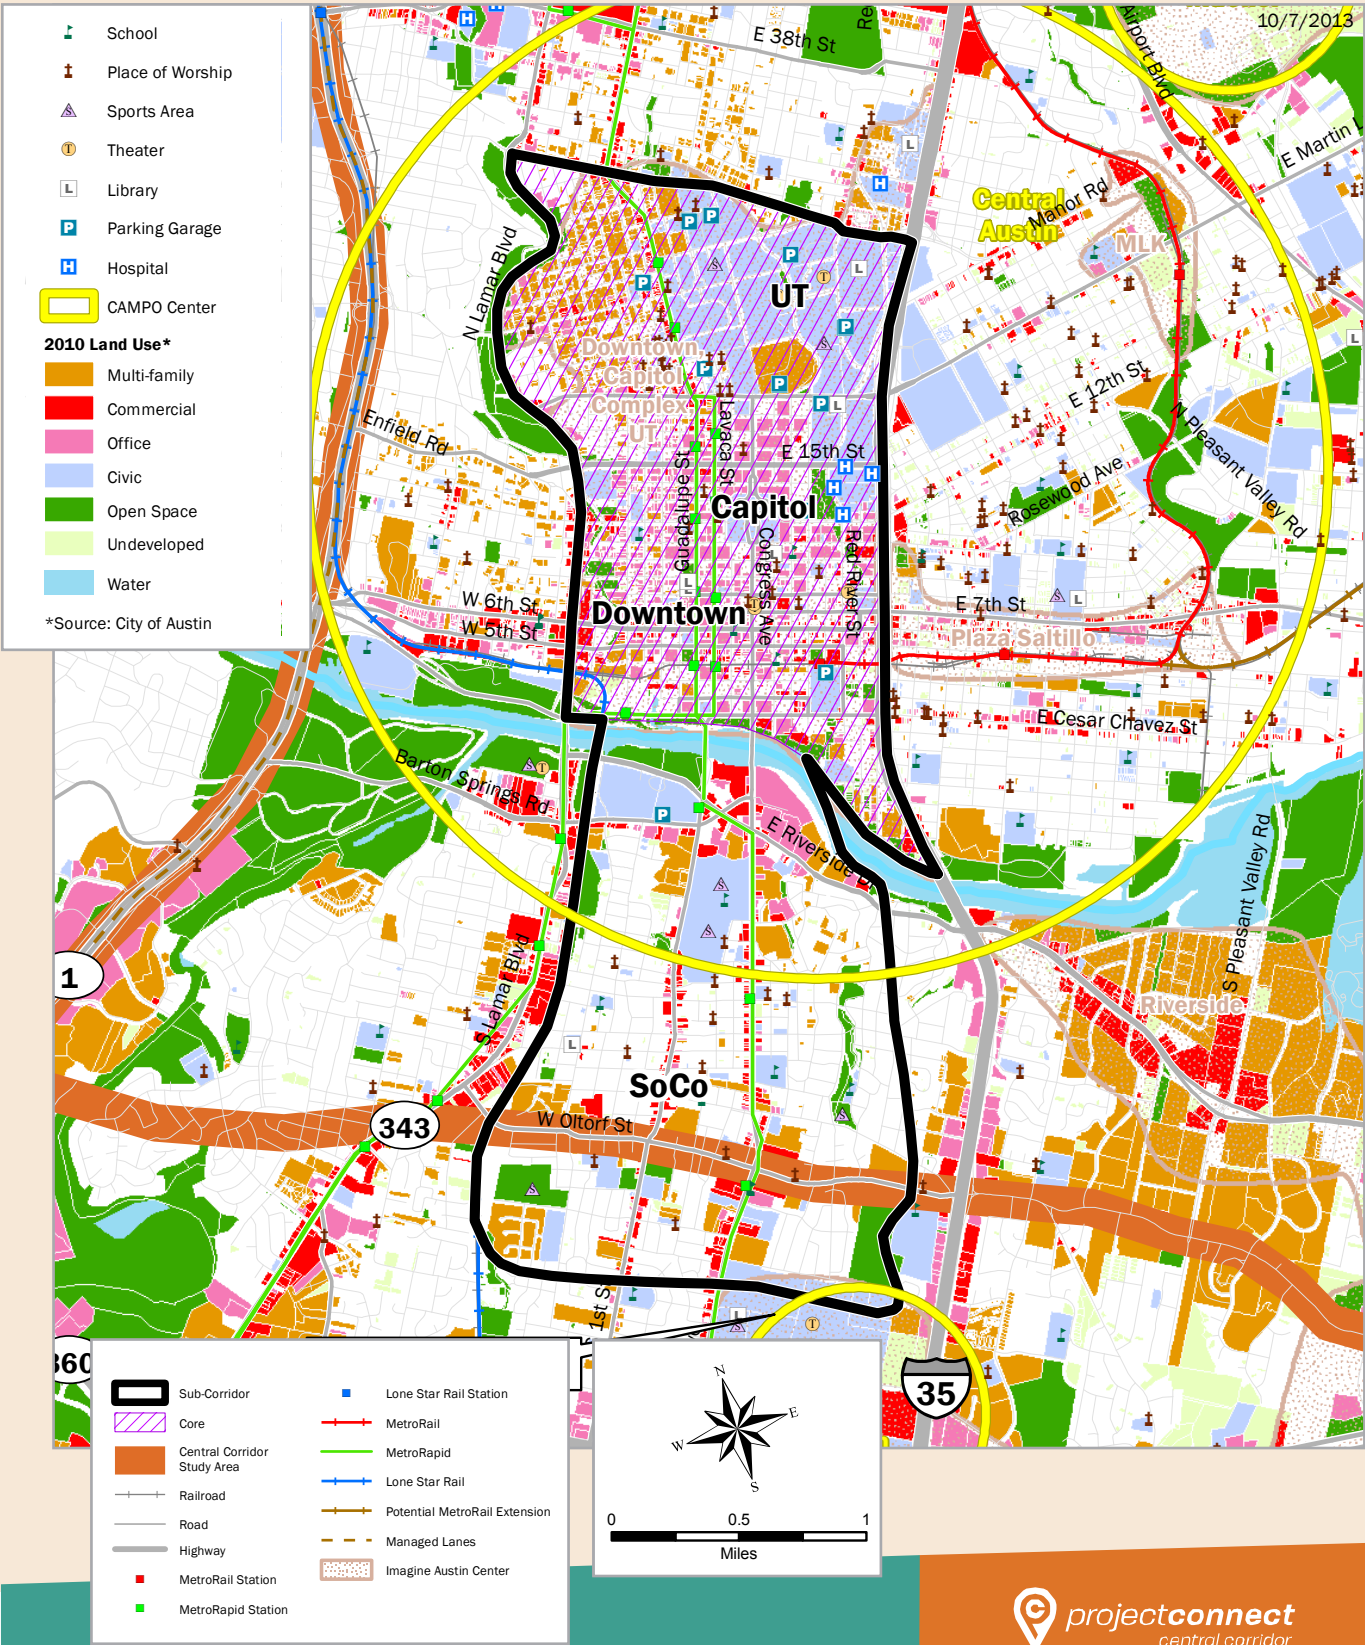 10/7/2013
School
Place of Worship
Sports Area
Theater
Library
Parking Garage
Hospital
CAMPO Center
2010 Land Use*
Multi-family
Commercial
Office
Civic
Open Space
Undeveloped
Water
*Source: City of Austin
E 38th St
Re
Airport Blvd
E Martin L
Central
Austin
Manor Rd
MLK
N Lamar Blvd
UT
Downtown,
Capitol
Complex
UT
Enfield Rd
Lavaca St
Guadalupe St
E 15th St
Capitol
E 12th St
N Pleasant Valley Rd
Rosewood Ave
Congress Ave
Red River St
W 6th St
W 5th St
Downtown
E 7th St
Plaza Saltillo
E Cesar Chavez St
Barton Springs Rd
E Riverside Dr
S Pleasant Valley Rd
S Lamar Blvd
1
Riverside
SoCo
343
W Oltorf St
1st S
360
35
Sub-Corridor
Core
Central Corridor
Study Area
Railroad
Road
Highway
MetroRail Station
MetroRapid Station
Lone Star Rail Station
MetroRail
MetroRapid
Lone Star Rail
Potential MetroRail Extension
Managed Lanes
Imagine Austin Center
N
E
W
S
0 0.5 1
Miles
projectconnect
central corridor